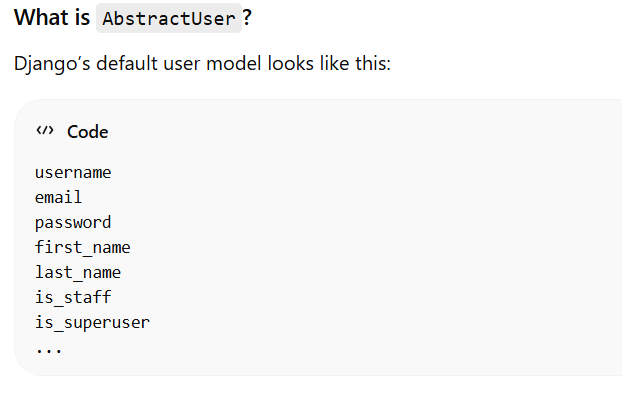 What is AbstractUser?
Django’s default user model looks like this:
</> Code
username
email
password
first_name
last_name
is_staff
is_superuser
...